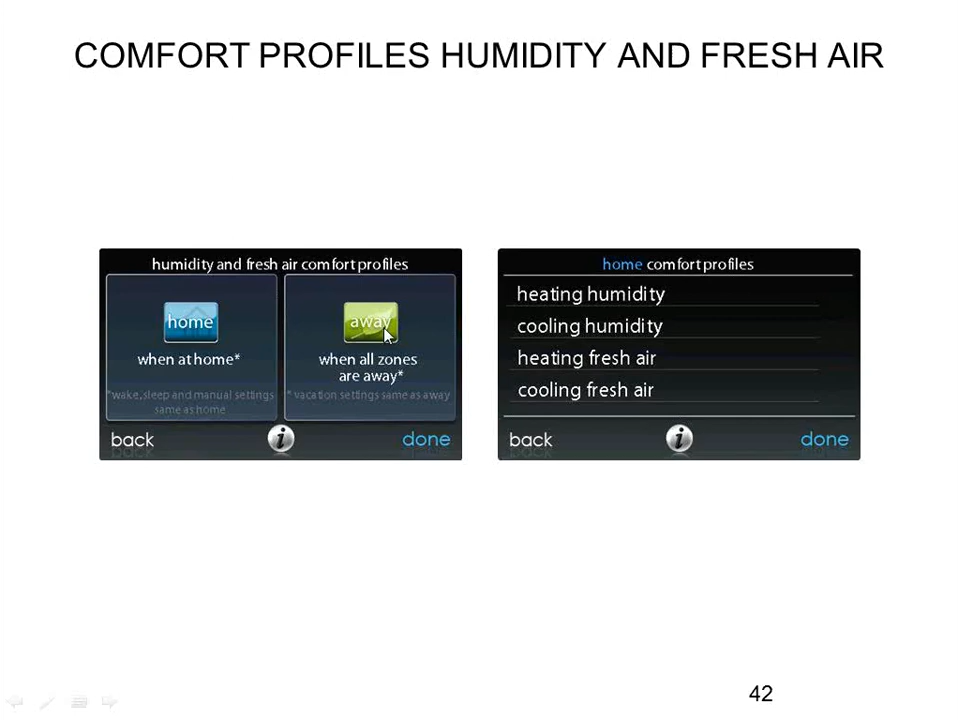 COMFORT PROFILES HUMIDITY AND FRESH AIR
humidity and fresh air comfort profiles
home
when at home*
*wake, sleep and manual settings
same as home
away
when all zones
are away*
* vacation settings same as away
back
i
done
home comfort profiles
heating humidity
cooling humidity
heating fresh air
cooling fresh air
back
i
done
42